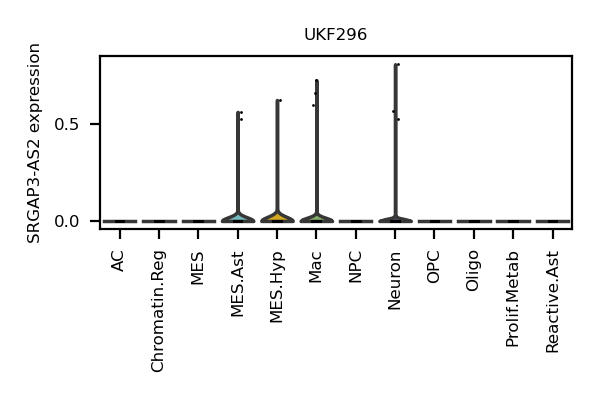 UKF296
SRGAP3-AS2 expression
0.5
0.0
AC
Chromatin.Reg
MES
MES.Ast
MES.Hyp
Mac
NPC
Neuron
OPC
Oligo
Prolif.Metab
Reactive.Ast